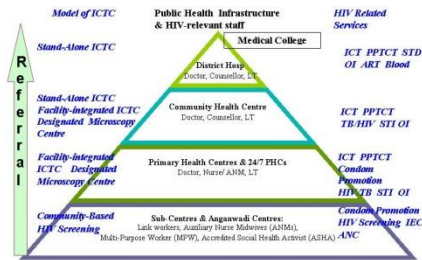 Model of ICTC
Public Health Infrastructure
& HIV-relevant staff
HIV Related
Services
Medical College
Stand-Alone ICTC
District Hosp
Doctor, Counsellor, LT
ICT PPTCT STD
OI ART Blood
Stand-Alone ICTC
Facility-integrated ICTC
Designated Microscopy
Centre
Community Health Centre
Doctor, Counsellor, LT
ICT PPTCT
TB/HIV STI OI
Facility-integrated
ICTC Designated
Microscopy Centre
Primary Health Centres & 24/7 PHCs
Doctor, Nurse/ ANM, LT
ICT PPTCT
Condom
Promotion
HIV/TB STI OI
Community-Based
HIV Screening
Sub-Centres & Anganwadi Centres:
Link workers, Auxiliary Nurse Midwives (ANMs),
Multi-Purpose Worker (MPW), Accredited Social Health Activist (ASHA)
Condom Promotion
HIV Screening IEC
ANC
Referral